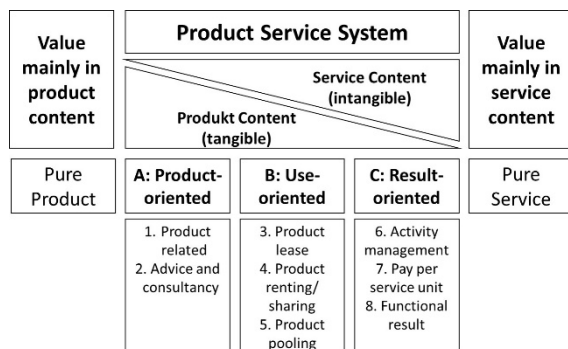 Value
mainly in
product
content
Product Service System
Service Content
(intangible)
Produkt Content
(tangible)
Value
mainly in
service
content
Pure
Product
A: Product-
oriented
B: Use-
oriented
C: Result-
oriented
Pure
Service
1. Product
related
2. Advice and
consultancy
3. Product
lease
4. Product
renting/
sharing
5. Product
pooling
6. Activity
management
7. Pay per
service unit
8. Functional
result